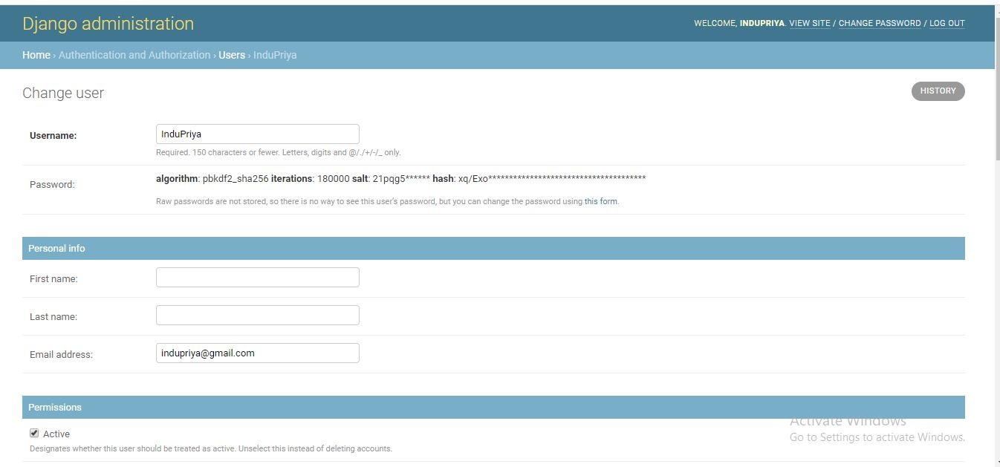 Django administration
WELCOME, INDUPRIYA. VIEW SITE / CHANGE PASSWORD / LOG OUT
Home › Authentication and Authorization › Users › InduPriya
Change user
HISTORY
Username:
InduPriya
Required. 150 characters or fewer. Letters, digits and @/./+/-/_ only.
Password:
algorithm: pbkdf2_sha256 iterations: 180000 salt: 21pqg5****** hash: xq/Exo**************************************
Raw passwords are not stored, so there is no way to see this user's password, but you can change the password using this form.
Personal info
First name:
Last name:
Email address:
indupriya@gmail.com
Permissions
Active
Designates whether this user should be treated as active. Unselect this instead of deleting accounts.
Activate Windows
Go to Settings to activate Windows.